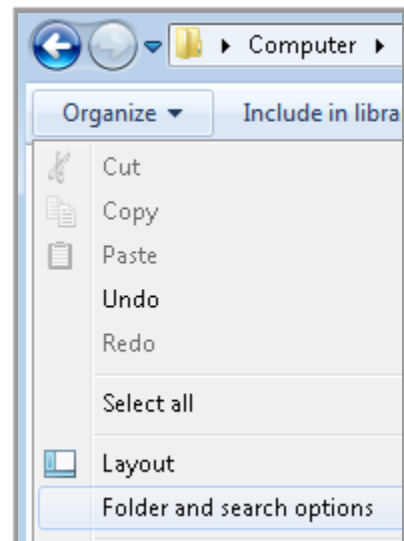 Computer
Organize Include in libra
Cut
Copy
Paste
Undo
Redo
Select all
Layout
Folder and search options